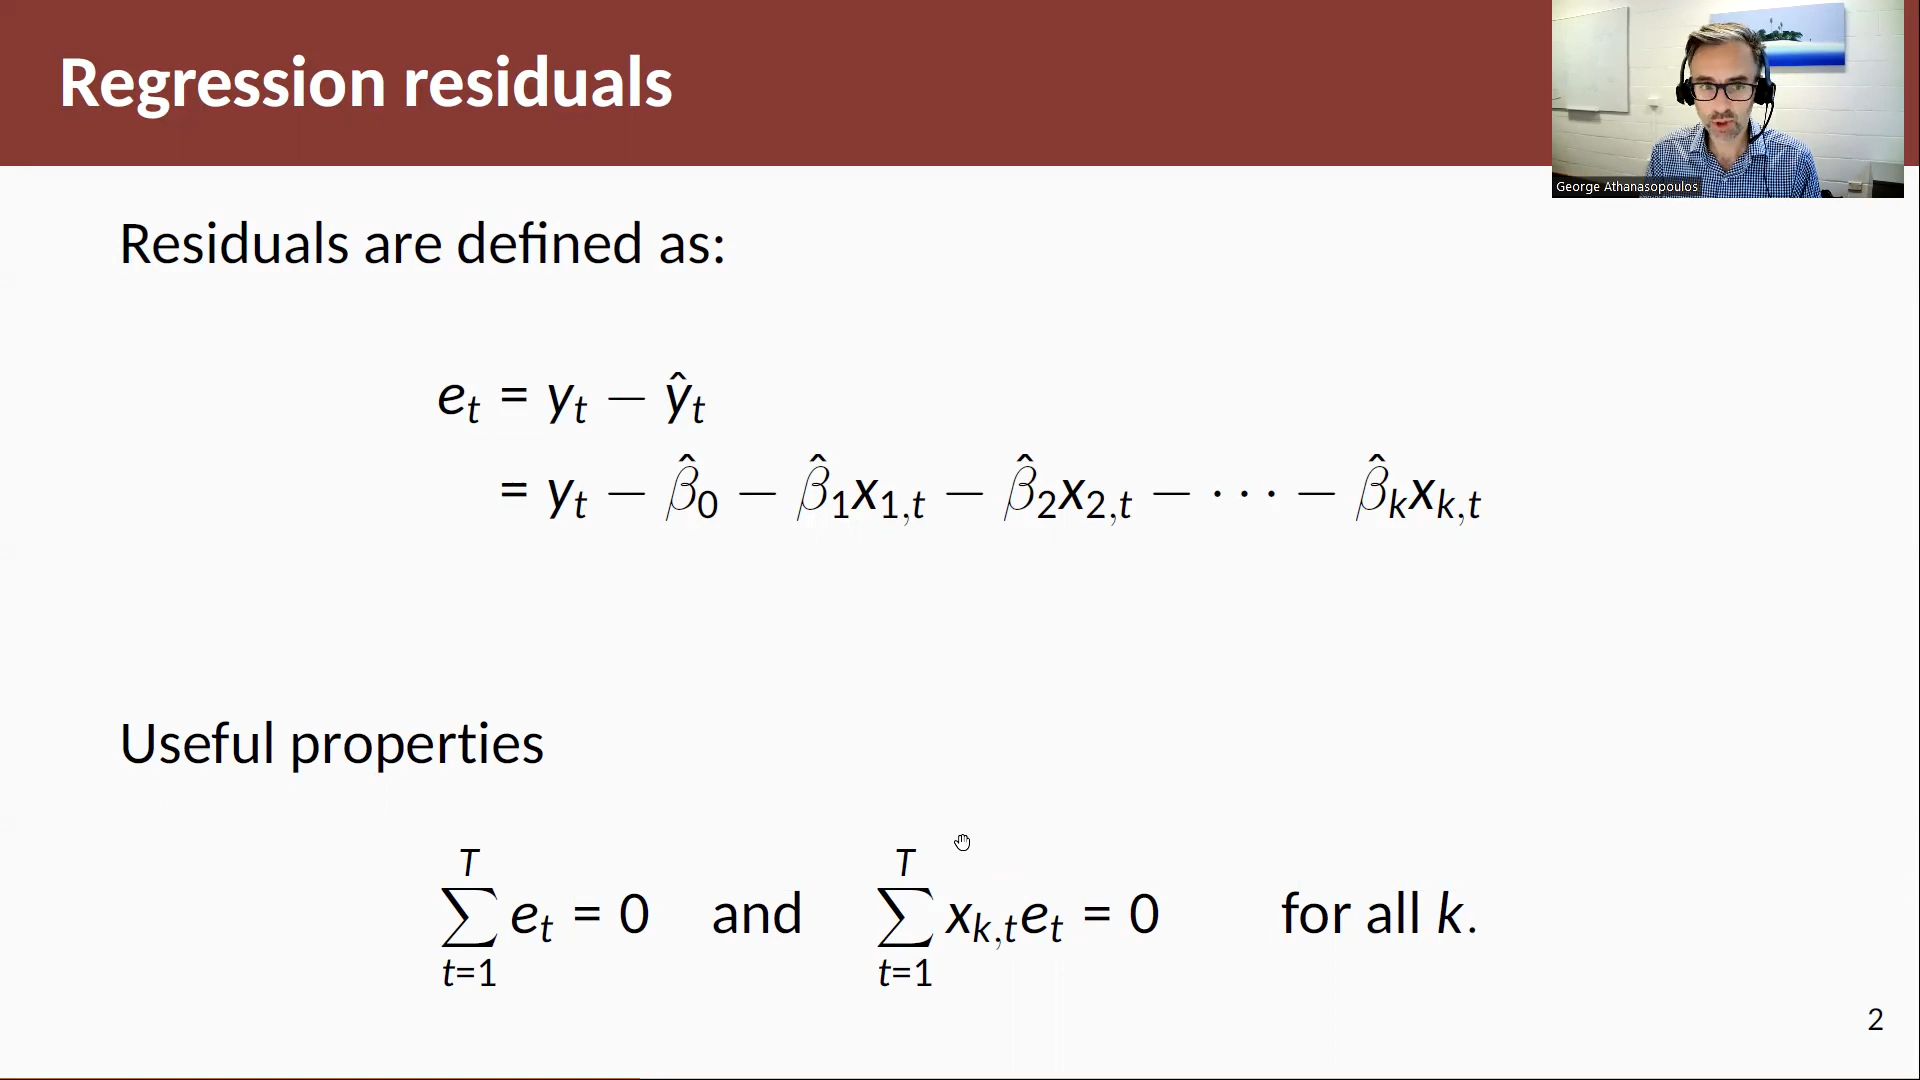 Regression residuals
George Athanasopoulos
Residuals are defined as:
e_t = y_t − ŷ_t
= y_t − β̂_0 − β̂_1x_{1,t} − β̂_2x_{2,t} − ··· − β̂_kx_{k,t}
Useful properties
∑_{t=1}^{T} e_t = 0 and ∑_{t=1}^{T} x_{k,t}e_t = 0 for all k.
2